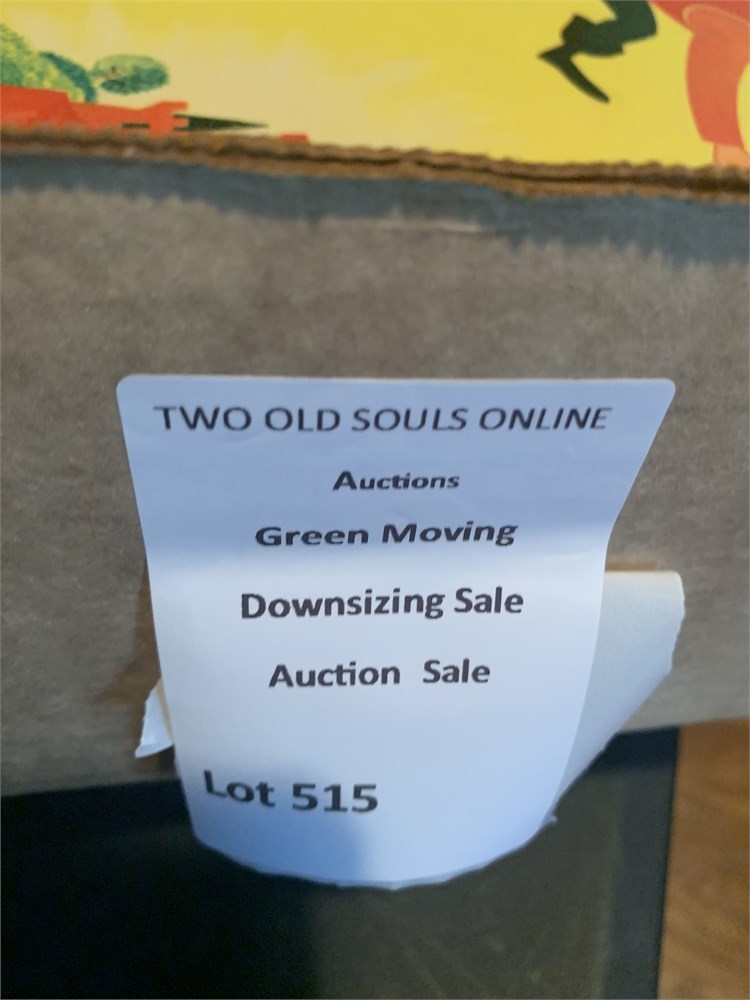 TWO OLD SOULS ONLINE
Auctions
Green Moving
Downsizing Sale
Auction Sale
Lot 515